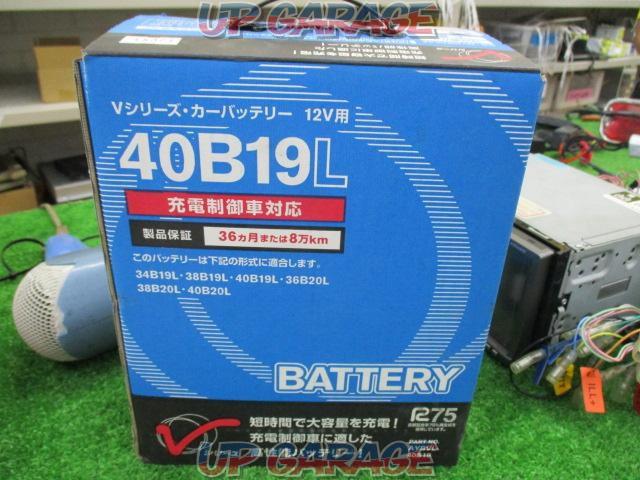 UP GARAGE
Vシリーズ・カーバッテリー 12V用
40B19L
充電制御車対応
製品保証 36カ月または8万km
このバッテリーは下記の形式に適合します。
34B19L・38B19L・40B19L・36B20L
38B20L・40B20L
BATTERY
短時間で大容量を充電！
充電制御車に適した
R75
PART NO.
UP GARAGE